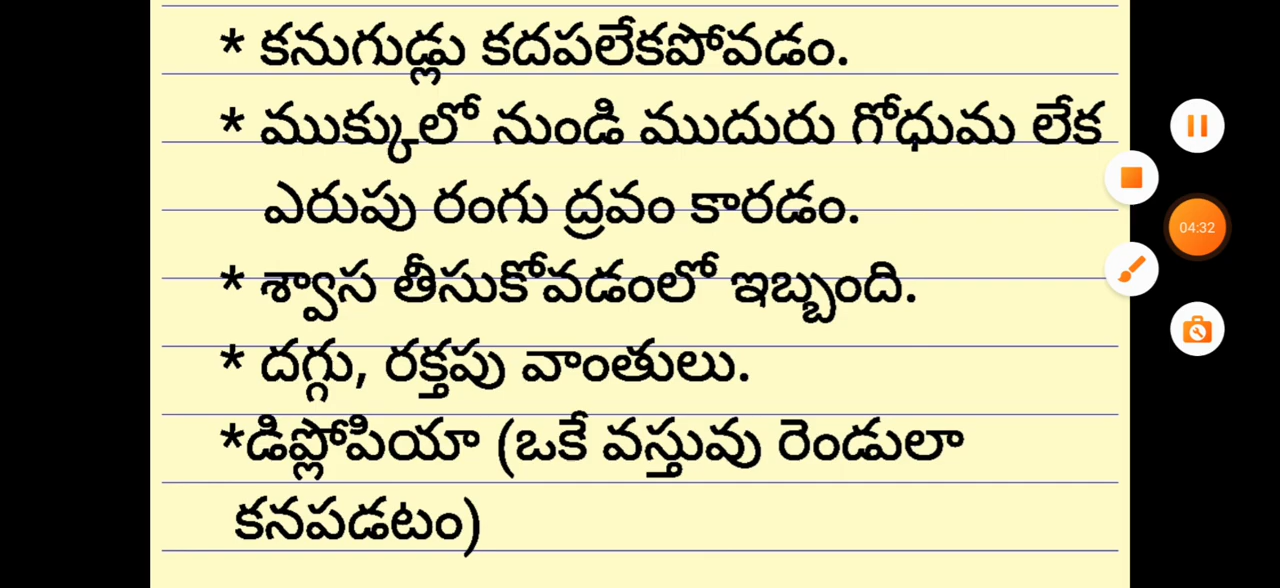 * కనుగుడ్లు కదపలేకపోవడం.
* ముక్కులో నుండి ముదురు గోధుమ లేక
ఎరుపు రంగు ద్రవం కారడం.
* శ్వాస తీసుకోవడంలో ఇబ్బంది.
* దగ్గు, రక్తపు వాంతులు.
*డిప్లోపియా (ఒకే వస్తువు రెండులా
కనపడటం)
04:32